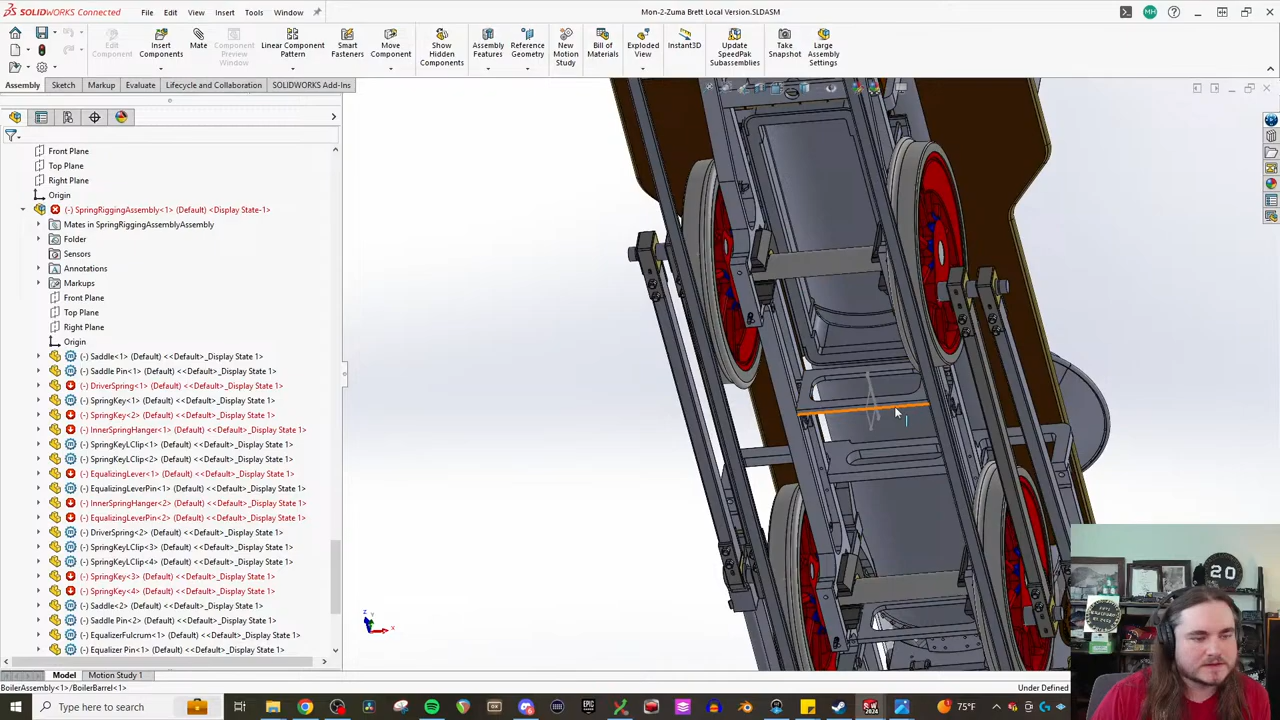 SOLIDWORKS Connected
File Edit View Insert Tools Window
Mon-2-Zuma Brett Local Version.SLDASM
MH
Edit Component
Insert Components
Mate
Component Preview Window
Linear Component Pattern
Smart Fasteners
Move Component
Show Hidden Components
Assembly Features
Reference Geometry
New Motion Study
Bill of Materials
Exploded View
Instant3D
Update SpeedPak Subassemblies
Take Snapshot
Large Assembly Settings
Assembly Sketch Markup Evaluate Lifecycle and Collaboration SOLIDWORKS Add-Ins
Front Plane
Top Plane
Right Plane
Origin
(-) SpringRiggingAssembly<1> (Default) <Display State-1>
Mates in SpringRiggingAssemblyAssembly
Folder
Sensors
Annotations
Markups
Front Plane
Top Plane
Right Plane
Origin
(-) Saddle<1> (Default) <<Default>_Display State 1>
(-) Saddle Pin<1> (Default) <<Default>_Display State 1>
(-) DriverSpring<1> (Default) <<Default>_Display State 1>
(-) SpringKey<1> (Default) <<Default>_Display State 1>
(-) SpringKey<2> (Default) <<Default>_Display State 1>
(-) InnerSpringHanger<1> (Default) <<Default>_Display State 1>
(-) SpringKeyLClip<1> (Default) <<Default>_Display State 1>
(-) SpringKeyLClip<2> (Default) <<Default>_Display State 1>
(-) EqualizingLever<1> (Default) <<Default>_Display State 1>
(-) EqualizingLeverPin<1> (Default) <<Default>_Display State 1>
(-) InnerSpringHanger<2> (Default) <<Default>_Display State 1>
(-) EqualizingLeverPin<2> (Default) <<Default>_Display State 1>
(-) DriverSpring<2> (Default) <<Default>_Display State 1>
(-) SpringKeyLClip<3> (Default) <<Default>_Display State 1>
(-) SpringKeyLClip<4> (Default) <<Default>_Display State 1>
(-) SpringKey<3> (Default) <<Default>_Display State 1>
(-) SpringKey<4> (Default) <<Default>_Display State 1>
(-) Saddle<2> (Default) <<Default>_Display State 1>
(-) Saddle Pin<2> (Default) <<Default>_Display State 1>
(-) EqualizerFulcrum<1> (Default) <<Default>_Display State 1>
(-) Equalizer Pin<1> (Default) <<Default>_Display State 1>
Z
Y
X
20
Model Motion Study 1
BoilerAssembly<1>/BoilerBarrel<1>
Under Defined
Type here to search
75°F